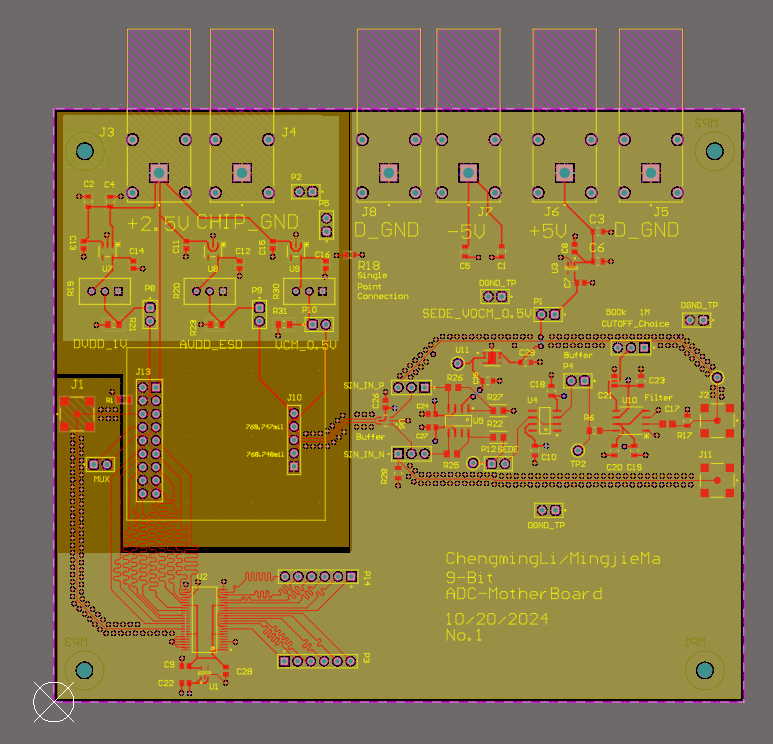 MP2
J3
J4
J8
J7
J6
J5
P2
C2 C4
P5
+2.5V CHIP_GND
D_GND
-5V
+5V
D_GND
C3
C13
C11
C15
C8
C6
U7
C14
U8
C12
U9
C16
R18
C5
C1
U3
Single
Point
Connection
C7
R19
R20
R30
P8
P9
P10
DGND_TP
R21
R23
R31
SEDE_VOCM_0.5V
P1
500k 1M
DGND_TP
CUTOFF_Choice
DVDD_1V
AVDD_ESD
VCM_0.5V
U11
C29
Buffer
P4
J13
J1
R1
J10
SIN_IN_P
R26
C18
C21
C23
R27
C26
U10
Filter
J2
C24
R22
U4
C17
768.747mil
U5
R6
R17
Buffer
C27
768.748mil
SIN_IN_N
P12
SEDE
C10
MUX
R25
TP2
C20
C19
J11
R28
DGND_TP
ChengmingLi/MingjieMa
9-Bit
ADC-MotherBoard
10/20/2024
No.1
U2
P14
P3
C9
C28
C22
U1
MP3
MP1